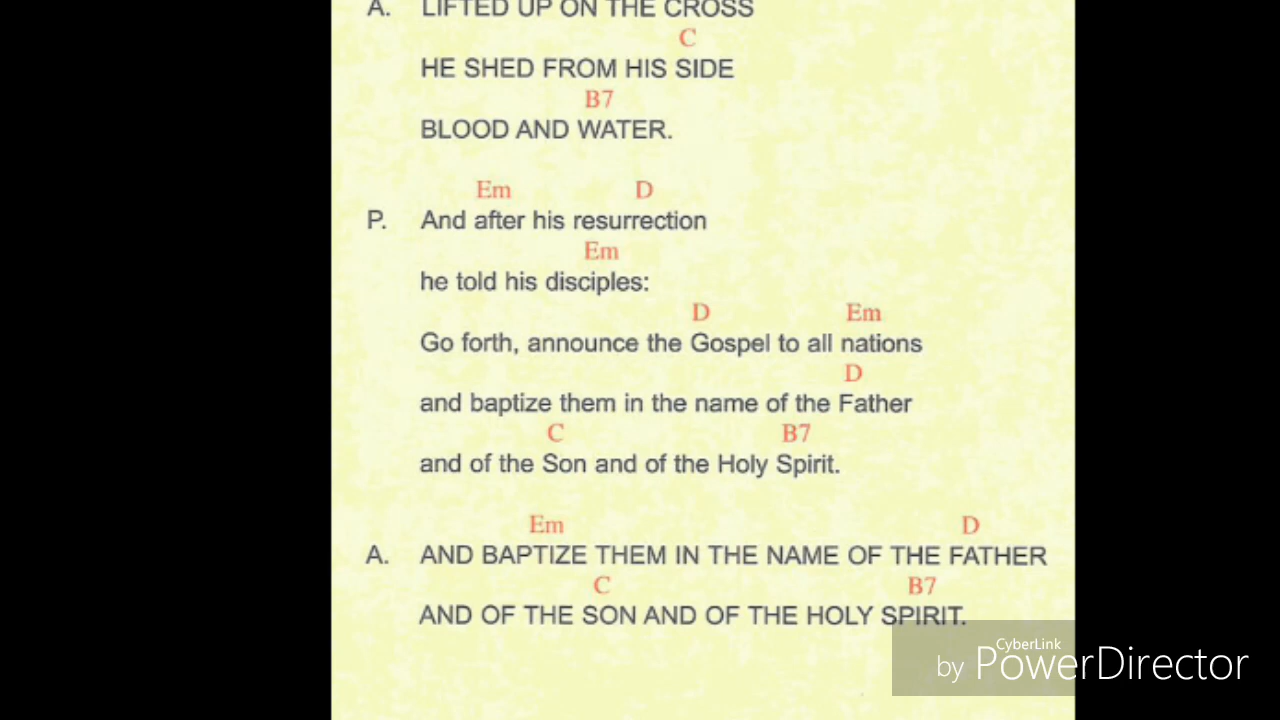 A. LIFTED UP ON THE CROSS
C
HE SHED FROM HIS SIDE
B7
BLOOD AND WATER.
Em D
P. And after his resurrection
Em
he told his disciples:
D Em
Go forth, announce the Gospel to all nations
D
and baptize them in the name of the Father
C B7
and of the Son and of the Holy Spirit.
Em D
A. AND BAPTIZE THEM IN THE NAME OF THE FATHER
C B7
AND OF THE SON AND OF THE HOLY SPIRIT.
CyberLink
by PowerDirector